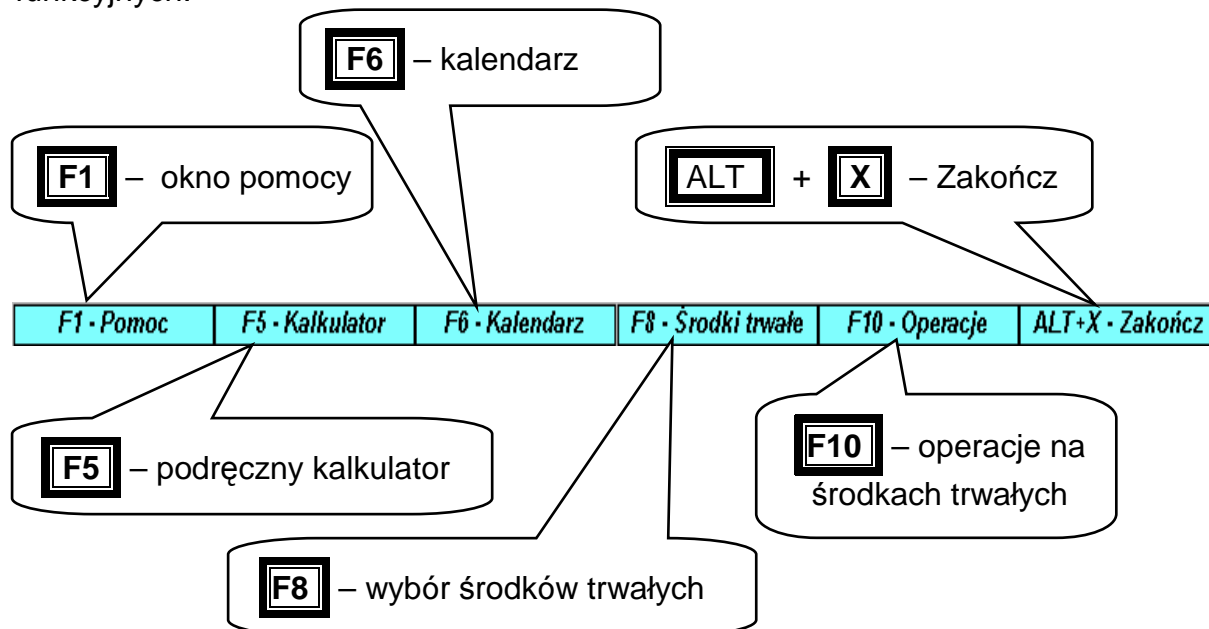 funkcyjnych.
F6 – kalendarz
F1 – okno pomocy
ALT + X – Zakończ
F1 - Pomoc F5 - Kalkulator F6 - Kalendarz F8 - Środki trwałe F10 - Operacje ALT+X - Zakończ
F5 – podręczny kalkulator
F10 – operacje na
środkach trwałych
F8 – wybór środków trwałych